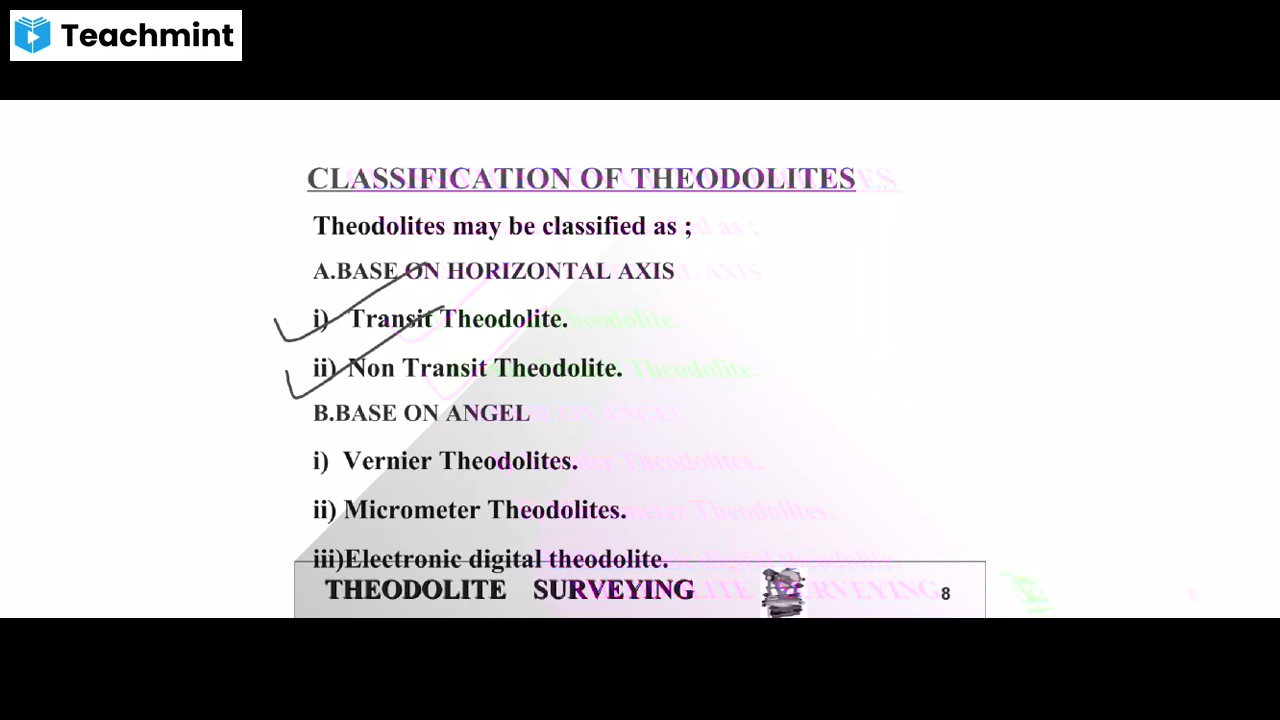 Teachmint
CLASSIFICATION OF THEODOLITES
Theodolites may be classified as ;
A.BASE ON HORIZONTAL AXIS
i) Transit Theodolite.
ii) Non Transit Theodolite.
B.BASE ON ANGEL
i) Vernier Theodolites.
ii) Micrometer Theodolites.
iii)Electronic digital theodolite.
THEODOLITE SURVEYING 8